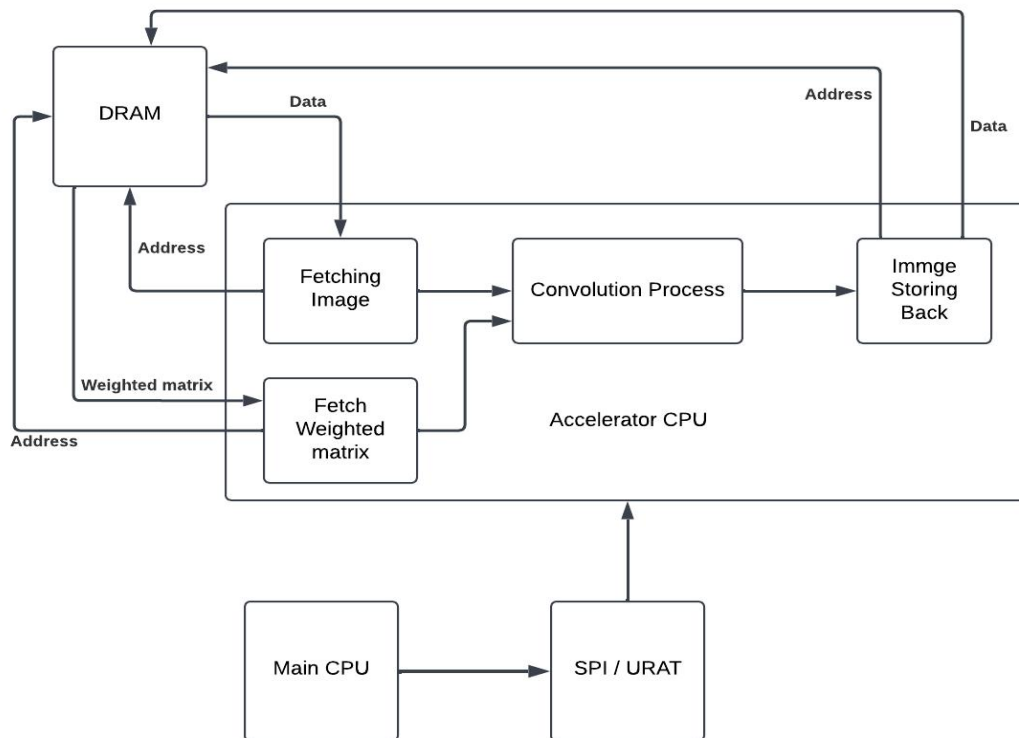 DRAM
Data
Address
Data
Address
Fetching
Image
Convolution Process
Immge
Storing
Back
Weighted matrix
Fetch
Weighted
matrix
Address
Accelerator CPU
Main CPU
SPI / URAT